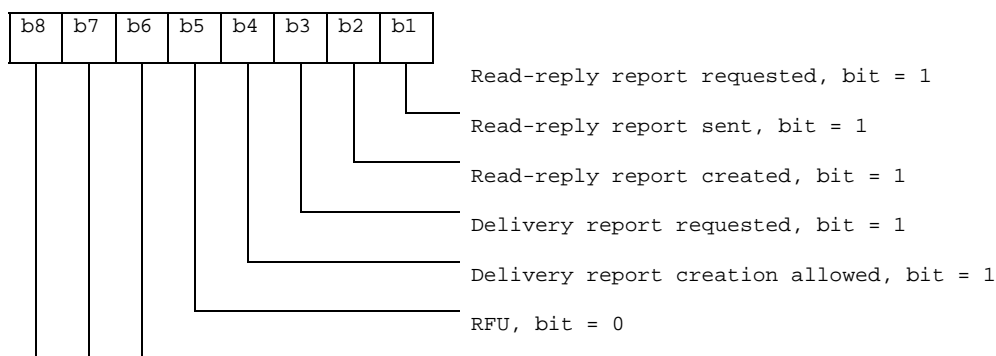 b8 b7 b6 b5 b4 b3 b2 b1
Read-reply report requested, bit = 1
Read-reply report sent, bit = 1
Read-reply report created, bit = 1
Delivery report requested, bit = 1
Delivery report creation allowed, bit = 1
RFU, bit = 0